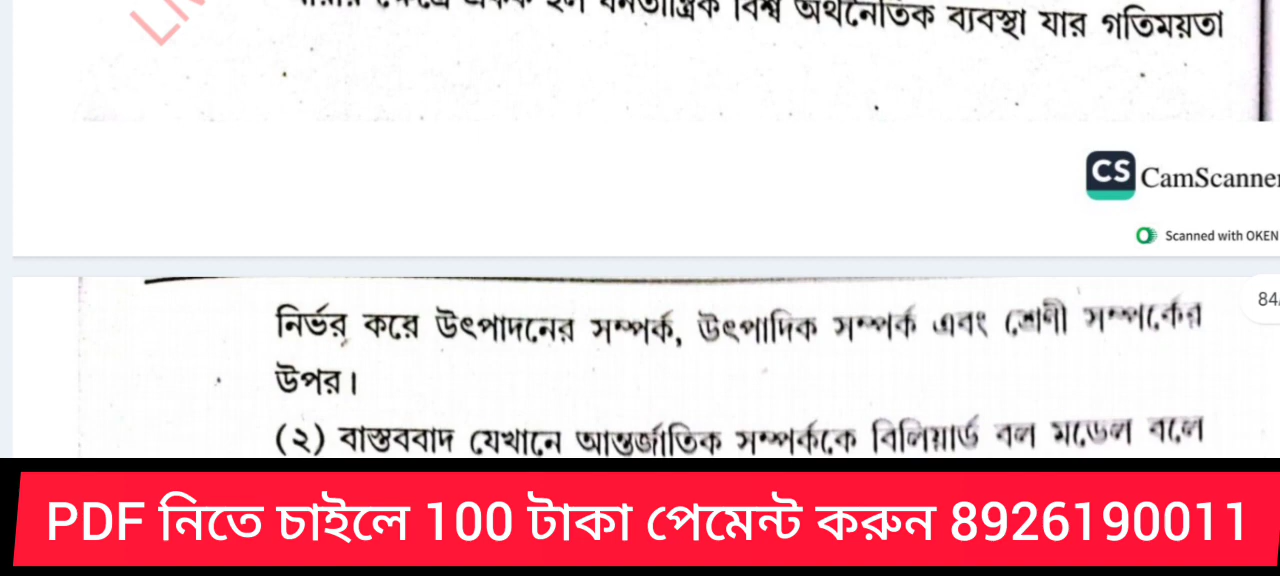 হল ধনতান্ত্রিক বিশ্ব অর্থনৈতিক ব্যবস্থা যার গতিময়তা
CS CamScanner
Scanned with OKEN
84
নির্ভর করে উৎপাদনের সম্পর্ক, উৎপাদিক সম্পর্ক এবং শ্রেণী সম্পর্কের
উপর।
(২) বাস্তববাদ যেখানে আন্তর্জাতিক সম্পর্ককে বিলিয়ার্ড বল মডেল বলে
PDF নিতে চাইলে 100 টাকা পেমেন্ট করুন 8926190011